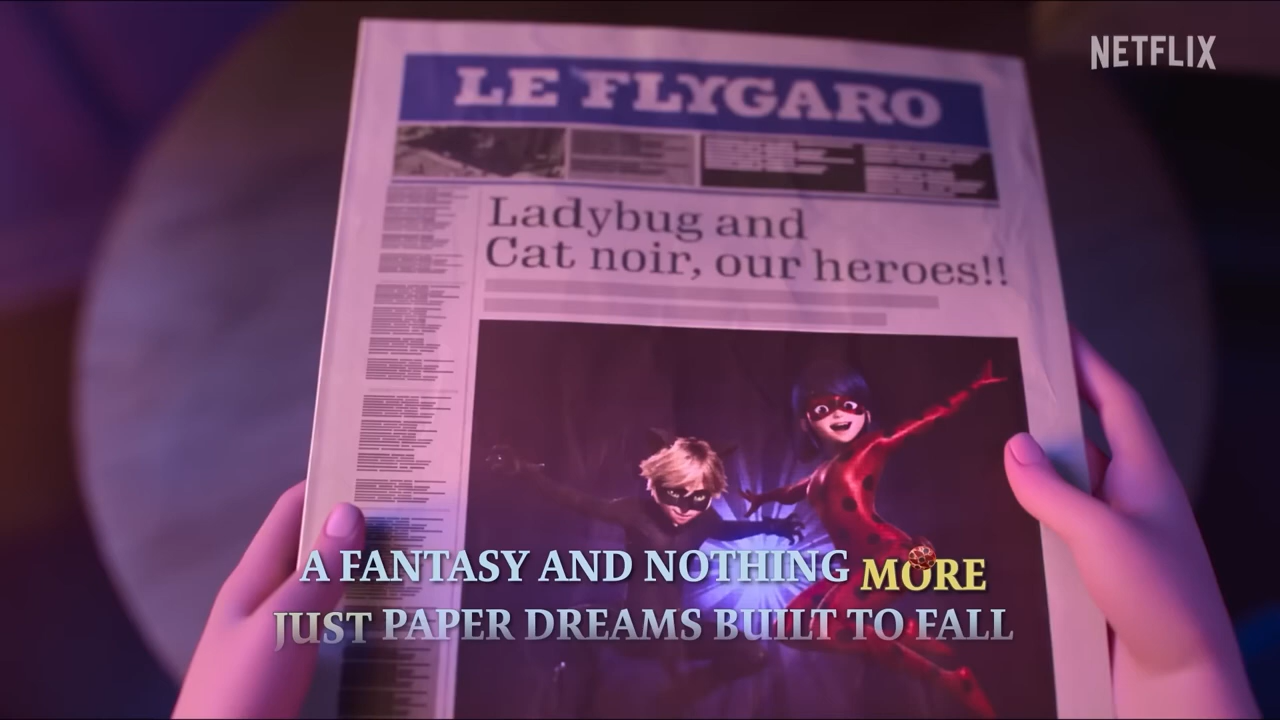 NETFLIX
LE FLYGARO
Ladybug and
Cat noir, our heroes!!
A FANTASY AND NOTHING MORE
JUST PAPER DREAMS BUILT TO FALL